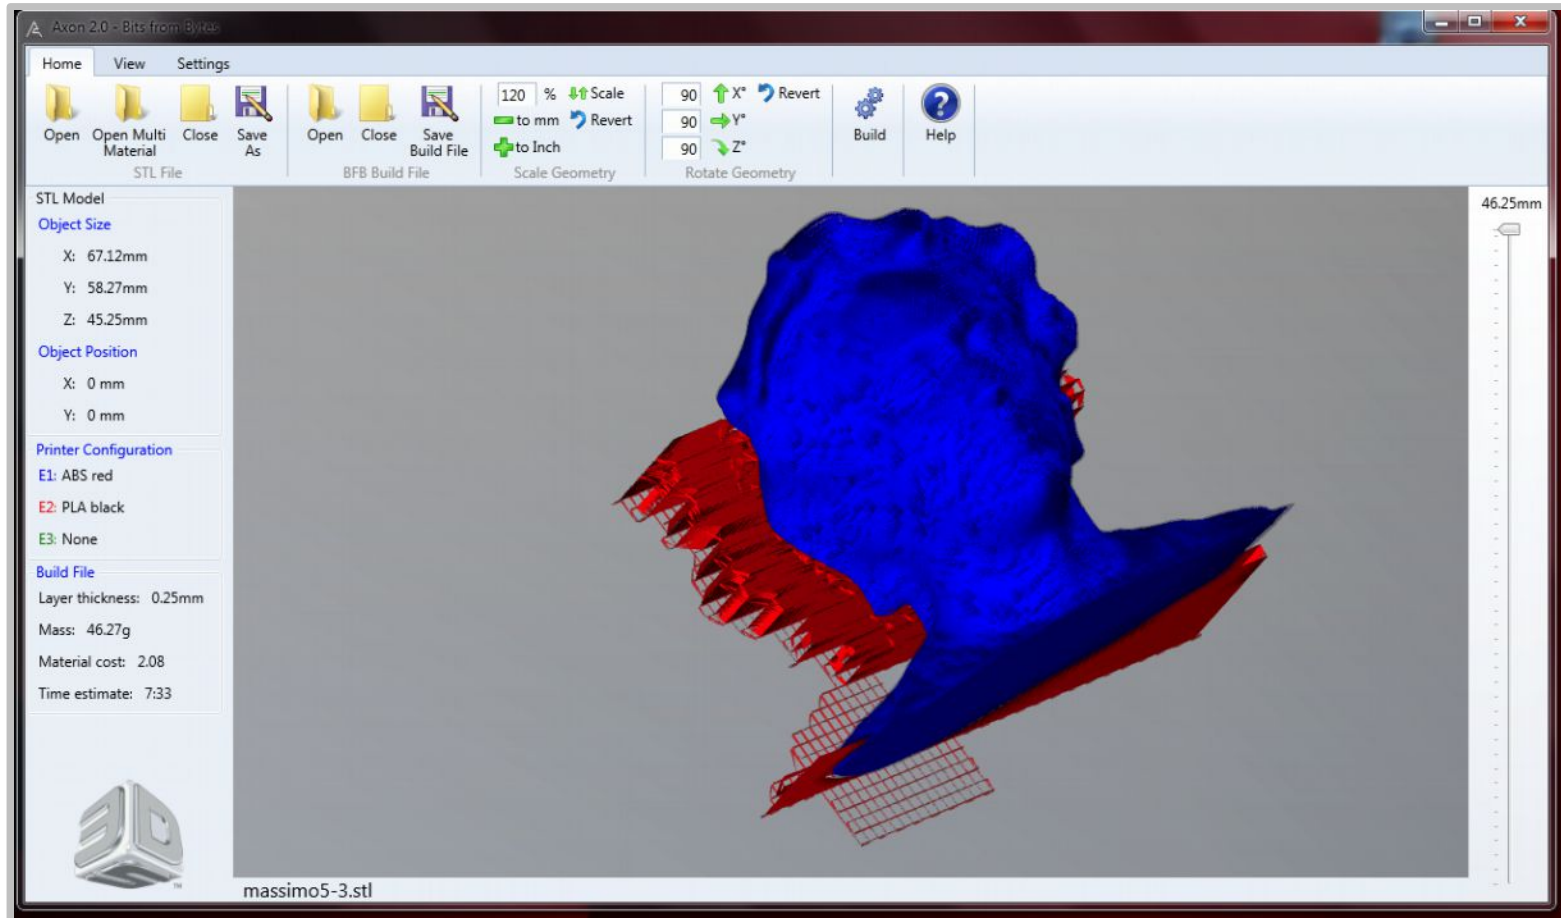 Axon 2.0 - Bits from Bytes
Home View Settings
Open
Open Multi
Material
Close
Save
As
STL File
Open
Close
Save
Build File
BFB Build File
120 % Scale
to mm Revert
to Inch
Scale Geometry
90 X° Revert
90 Y°
90 Z°
Rotate Geometry
Build
Help
STL Model
Object Size
X: 67.12mm
Y: 58.27mm
Z: 45.25mm
Object Position
X: 0 mm
Y: 0 mm
Printer Configuration
E1: ABS red
E2: PLA black
E3: None
Build File
Layer thickness: 0.25mm
Mass: 46.27g
Material cost: 2.08
Time estimate: 7:33
3DS
TM
massimo5-3.stl
46.25mm